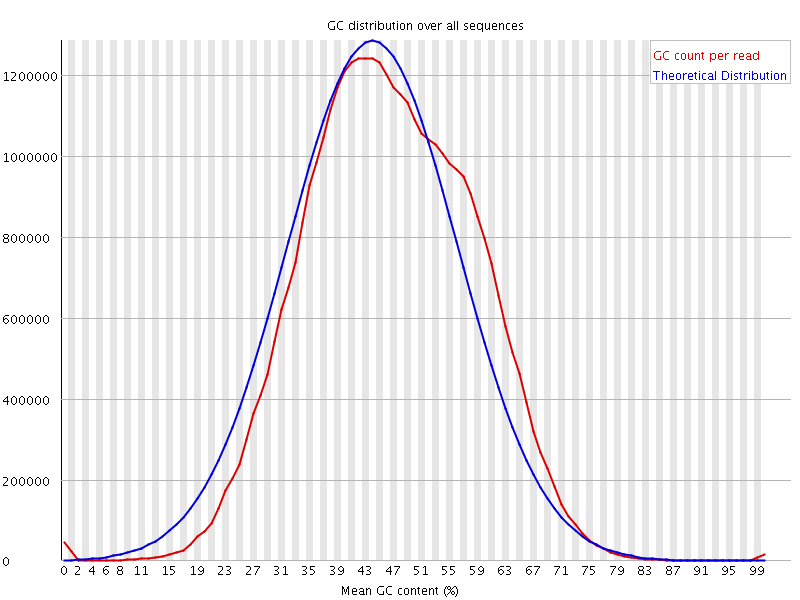 GC distribution over all sequences
GC count per read
Theoretical Distribution
1200000
1000000
800000
600000
400000
200000
0
0 2 4 6 8 11 15 19 23 27 31 35 39 43 47 51 55 59 63 67 71 75 79 83 87 91 95 99
Mean GC content (%)